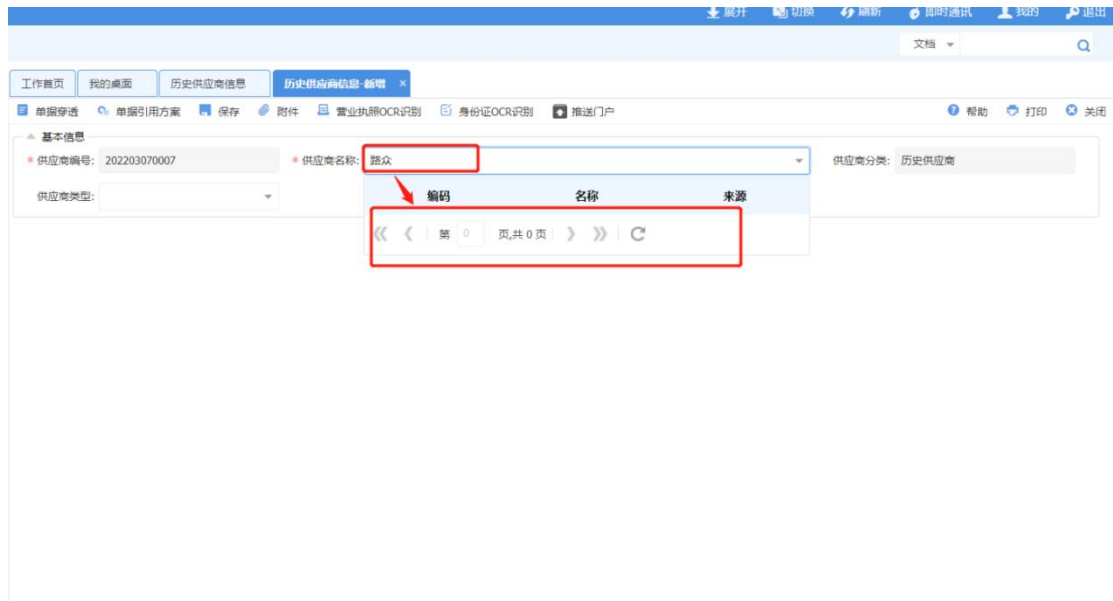 展开 切换 刷新 即时通讯 我的 退出
文档
工作首页 我的桌面 历史供应商信息 历史供应商信息-新增 ×
单据穿透 单据引用方案 保存 附件 营业执照OCR识别 身份证OCR识别 推送门户 帮助 打印 关闭
基本信息
* 供应商编号: 202203070007 * 供应商名称: 路众 供应商分类: 历史供应商
供应商类型:
编码 名称 来源
第 0 页,共 0 页